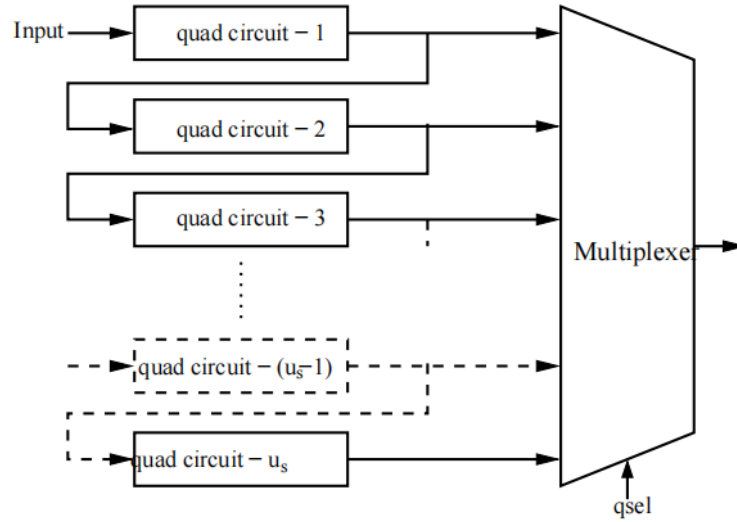 Input
quad circuit − 1
quad circuit − 2
quad circuit − 3
Multiplexer
quad circuit − (uₛ−1)
quad circuit − uₛ
qsel